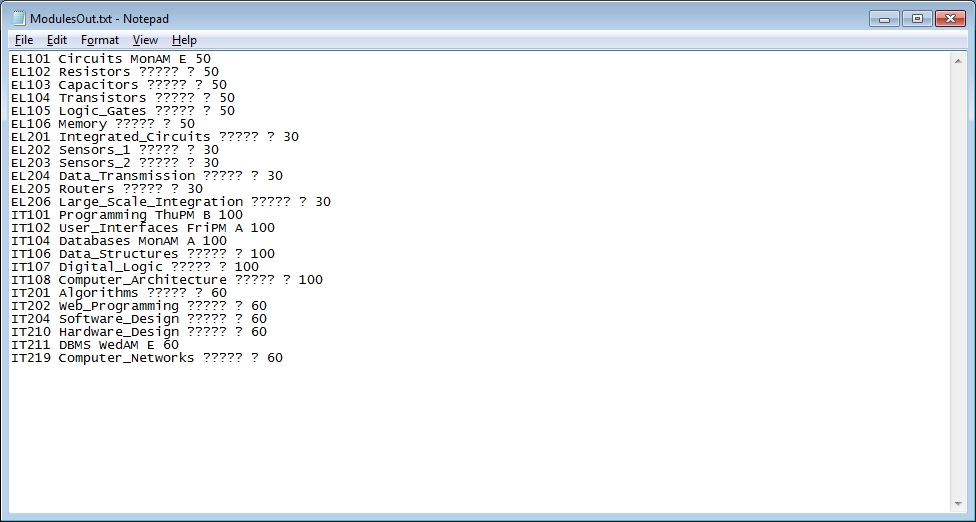 ModulesOut.txt - Notepad
File Edit Format View Help
EL101 Circuits MonAM E 50
EL102 Resistors ????? ? 50
EL103 Capacitors ????? ? 50
EL104 Transistors ????? ? 50
EL105 Logic_Gates ????? ? 50
EL106 Memory ????? ? 50
EL201 Integrated_Circuits ????? ? 30
EL202 Sensors_1 ????? ? 30
EL203 Sensors_2 ????? ? 30
EL204 Data_Transmission ????? ? 30
EL205 Routers ????? ? 30
EL206 Large_Scale_Integration ????? ? 30
IT101 Programming ThuPM B 100
IT102 User_Interfaces FriPM A 100
IT104 Databases MonAM A 100
IT106 Data_Structures ????? ? 100
IT107 Digital_Logic ????? ? 100
IT108 Computer_Architecture ????? ? 100
IT201 Algorithms ????? ? 60
IT202 Web_Programming ????? ? 60
IT204 Software_Design ????? ? 60
IT210 Hardware_Design ????? ? 60
IT211 DBMS WedAM E 60
IT219 Computer_Networks ????? ? 60